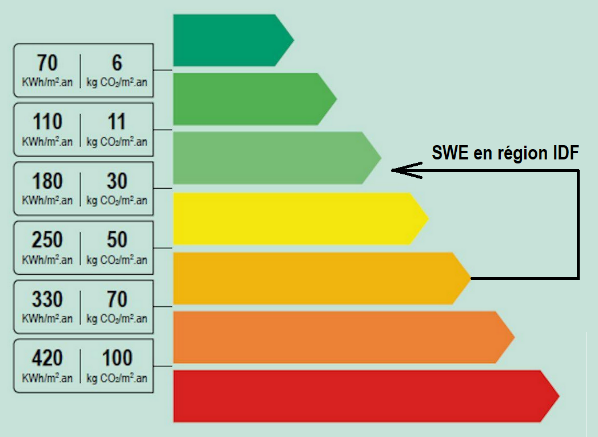 70 6
KWh/m².an kg CO₂/m².an
110 11
KWh/m².an kg CO₂/m².an
SWE en région IDF
180 30
KWh/m².an kg CO₂/m².an
250 50
KWh/m².an kg CO₂/m².an
330 70
KWh/m².an kg CO₂/m².an
420 100
KWh/m².an kg CO₂/m².an